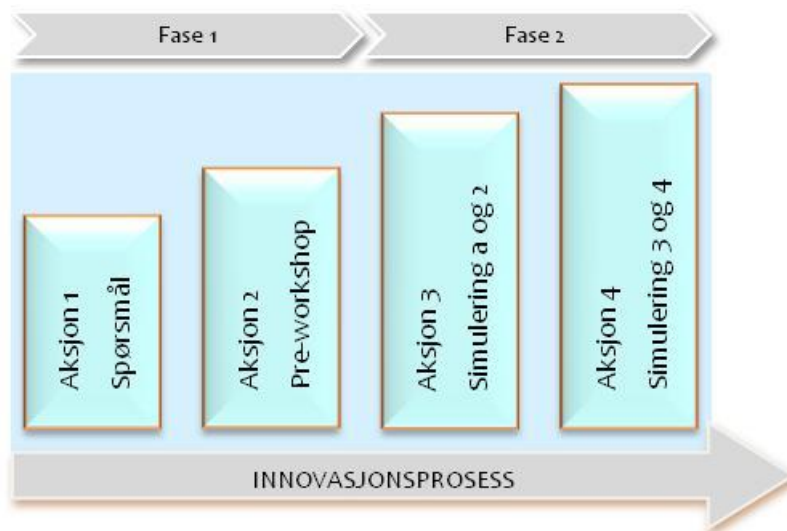 Fase 1
Fase 2
Aksjon 1
Spørsmål
Aksjon 2
Pre-workshop
Aksjon 3
Simulering a og 2
Aksjon 4
Simulering 3 og 4
INNOVASJONSPROSESS